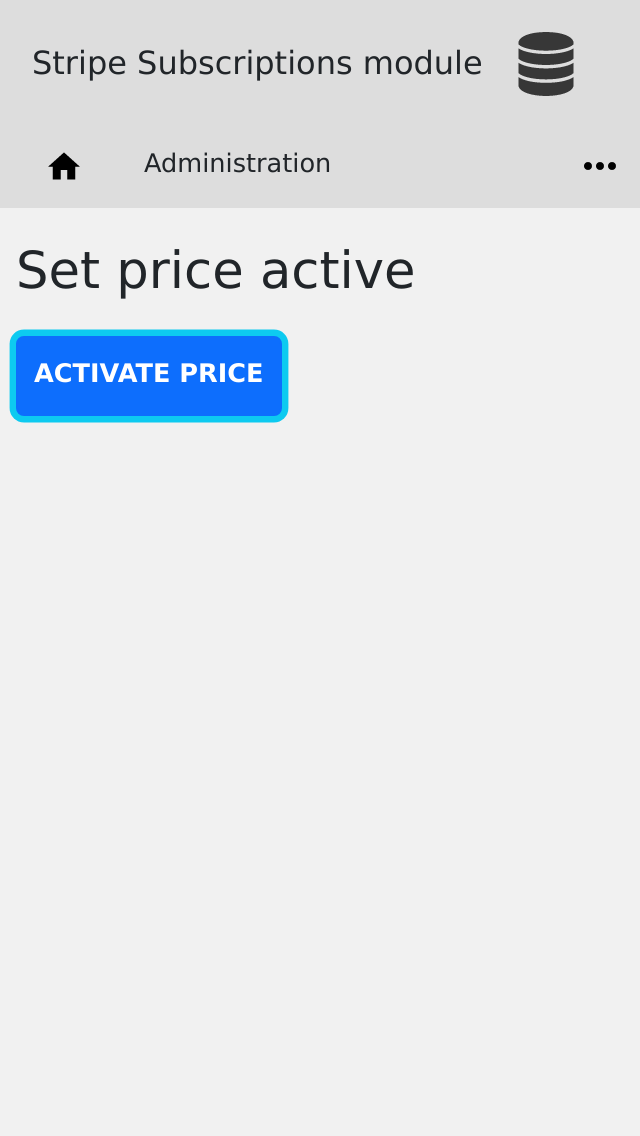 Stripe Subscriptions module
Administration
Set price active
ACTIVATE PRICE